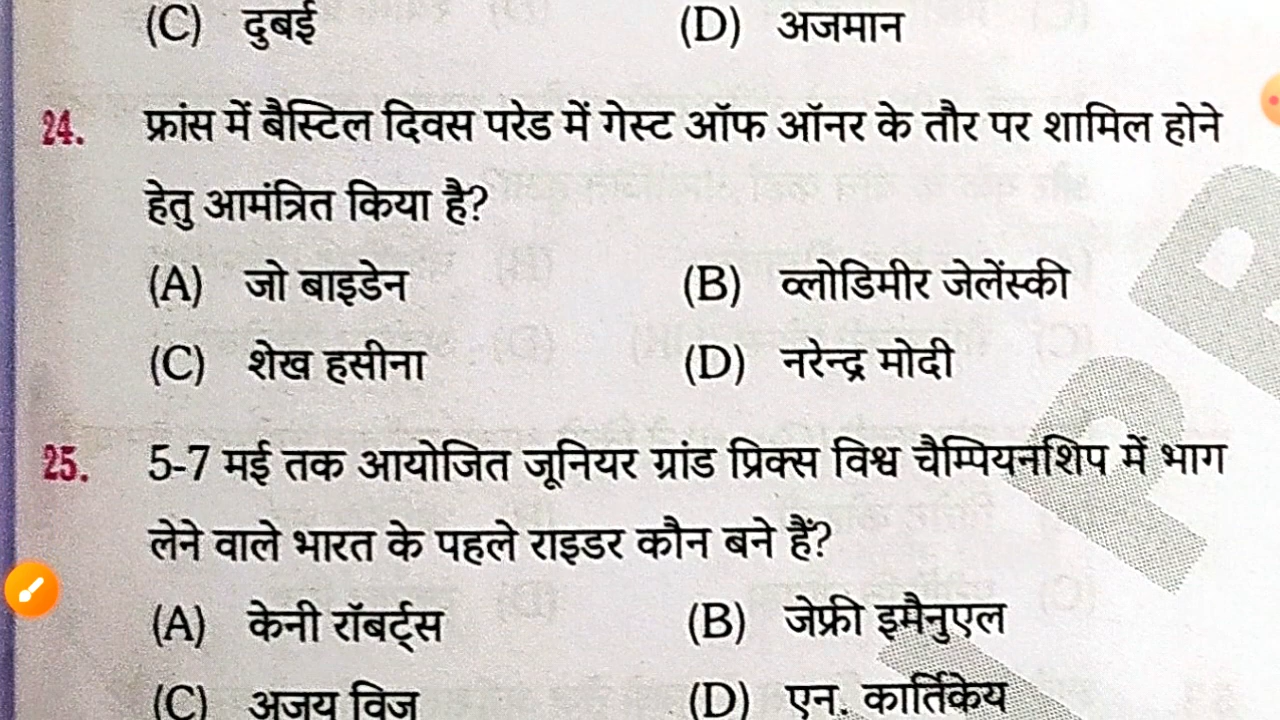 (C) दुबई (D) अजमान
24. फ्रांस में बैस्टिल दिवस परेड में गेस्ट ऑफ ऑनर के तौर पर शामिल होने
हेतु आमंत्रित किया है?
(A) जो बाइडेन (B) व्लोडिमीर जेलेंस्की
(C) शेख हसीना (D) नरेन्द्र मोदी
25. 5-7 मई तक आयोजित जूनियर ग्रांड प्रिक्स विश्व चैम्पियनशिप में भाग
लेने वाले भारत के पहले राइडर कौन बने हैं?
(A) केनी रॉबर्ट्स (B) जेफ्री इमैनुएल
(C) अजय विज (D) एन. कार्तिकेय